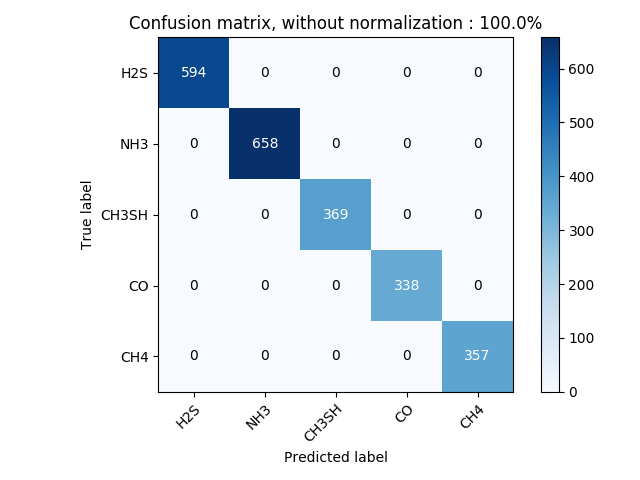 Confusion matrix, without normalization : 100.0%
H2S 594 0 0 0 0
NH3 0 658 0 0 0
CH3SH 0 0 369 0 0
CO 0 0 0 338 0
CH4 0 0 0 0 357
H2S NH3 CH3SH CO CH4
True label
Predicted label
600
500
400
300
200
100
0